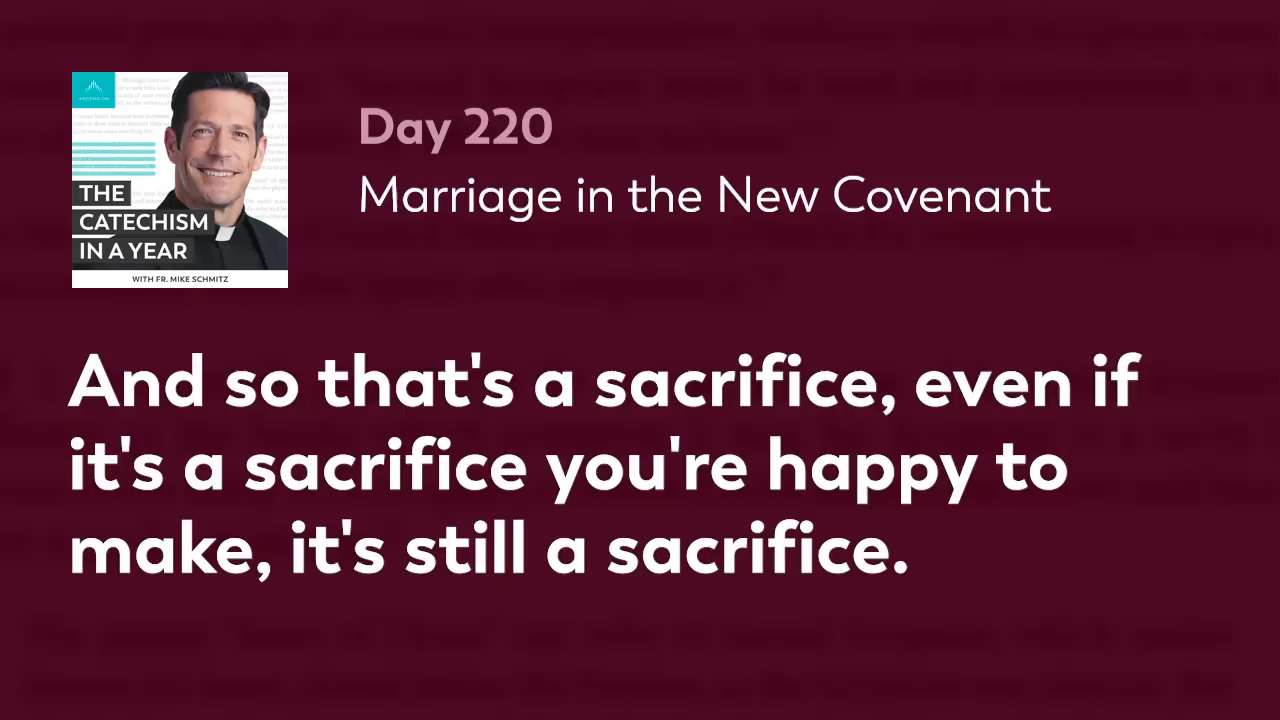 Day 220
Marriage in the New Covenant
ASCENSION
THE
CATECHISM
IN A YEAR
WITH FR. MIKE SCHMITZ
And so that's a sacrifice, even if
it's a sacrifice you're happy to
make, it's still a sacrifice.